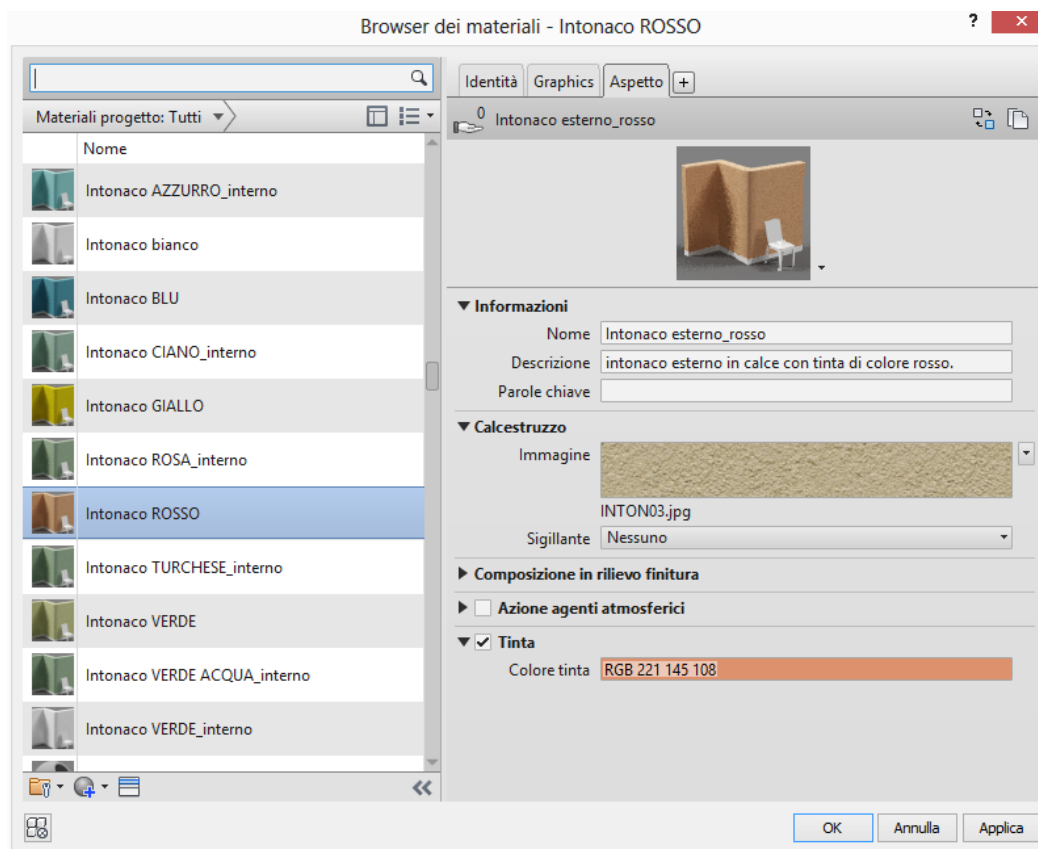 Browser dei materiali - Intonaco ROSSO
?
Materiali progetto: Tutti
Nome
Intonaco AZZURRO_interno
Intonaco bianco
Intonaco BLU
Intonaco CIANO_interno
Intonaco GIALLO
Intonaco ROSA_interno
Intonaco ROSSO
Intonaco TURCHESE_interno
Intonaco VERDE
Intonaco VERDE ACQUA_interno
Intonaco VERDE_interno
Identità Graphics Aspetto +
0 Intonaco esterno_rosso
Informazioni
Nome Intonaco esterno_rosso
Descrizione intonaco esterno in calce con tinta di colore rosso.
Parole chiave
Calcestruzzo
Immagine
INTON03.jpg
Sigillante Nessuno
Composizione in rilievo finitura
Azione agenti atmosferici
Tinta
Colore tinta RGB 221 145 108
OK Annulla Applica